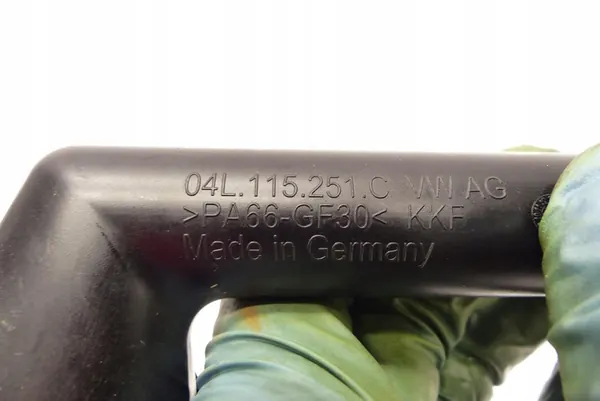 04L.115.251.C VW AG
>PA66-GF30< KKF
Made in Germany